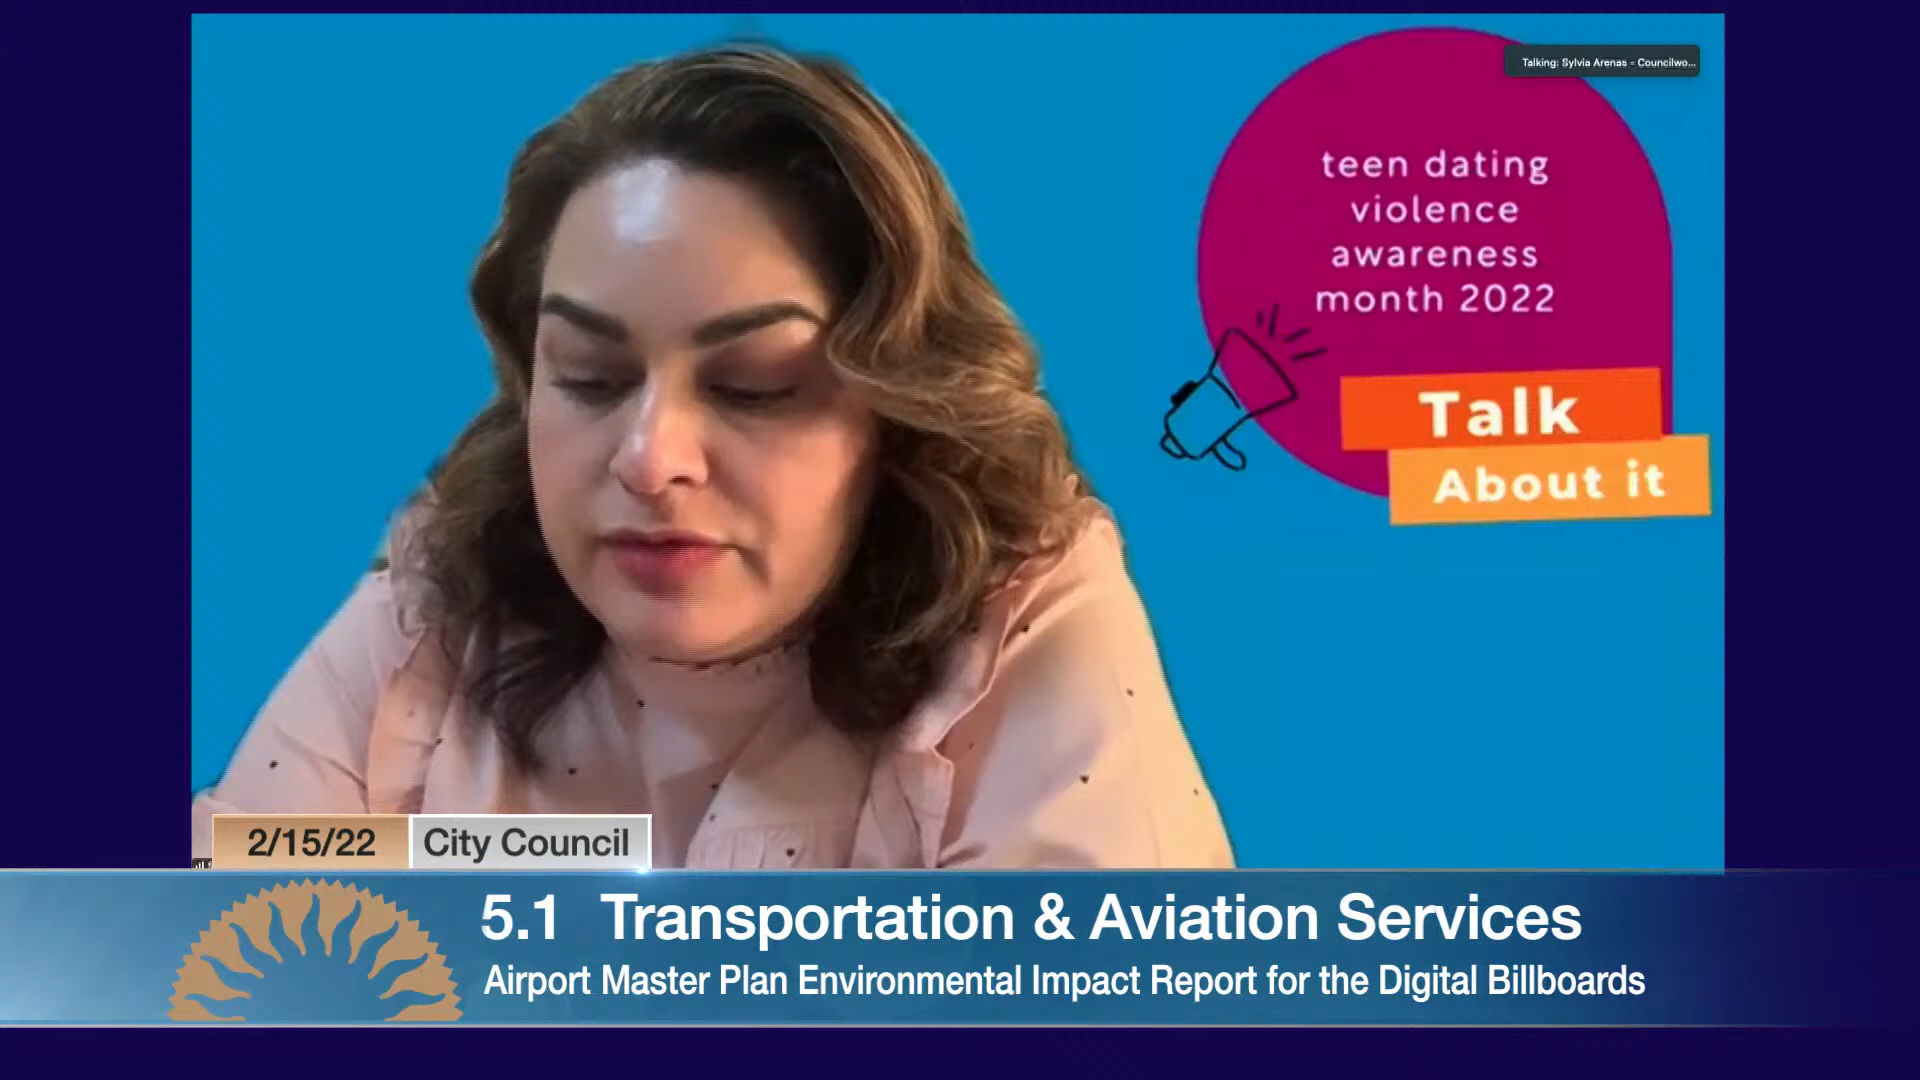 Talking: Sylvia Arenas - Councilwo...
teen dating
violence
awareness
month 2022
Talk
About it
2/15/22 City Council
5.1 Transportation & Aviation Services
Airport Master Plan Environmental Impact Report for the Digital Billboards